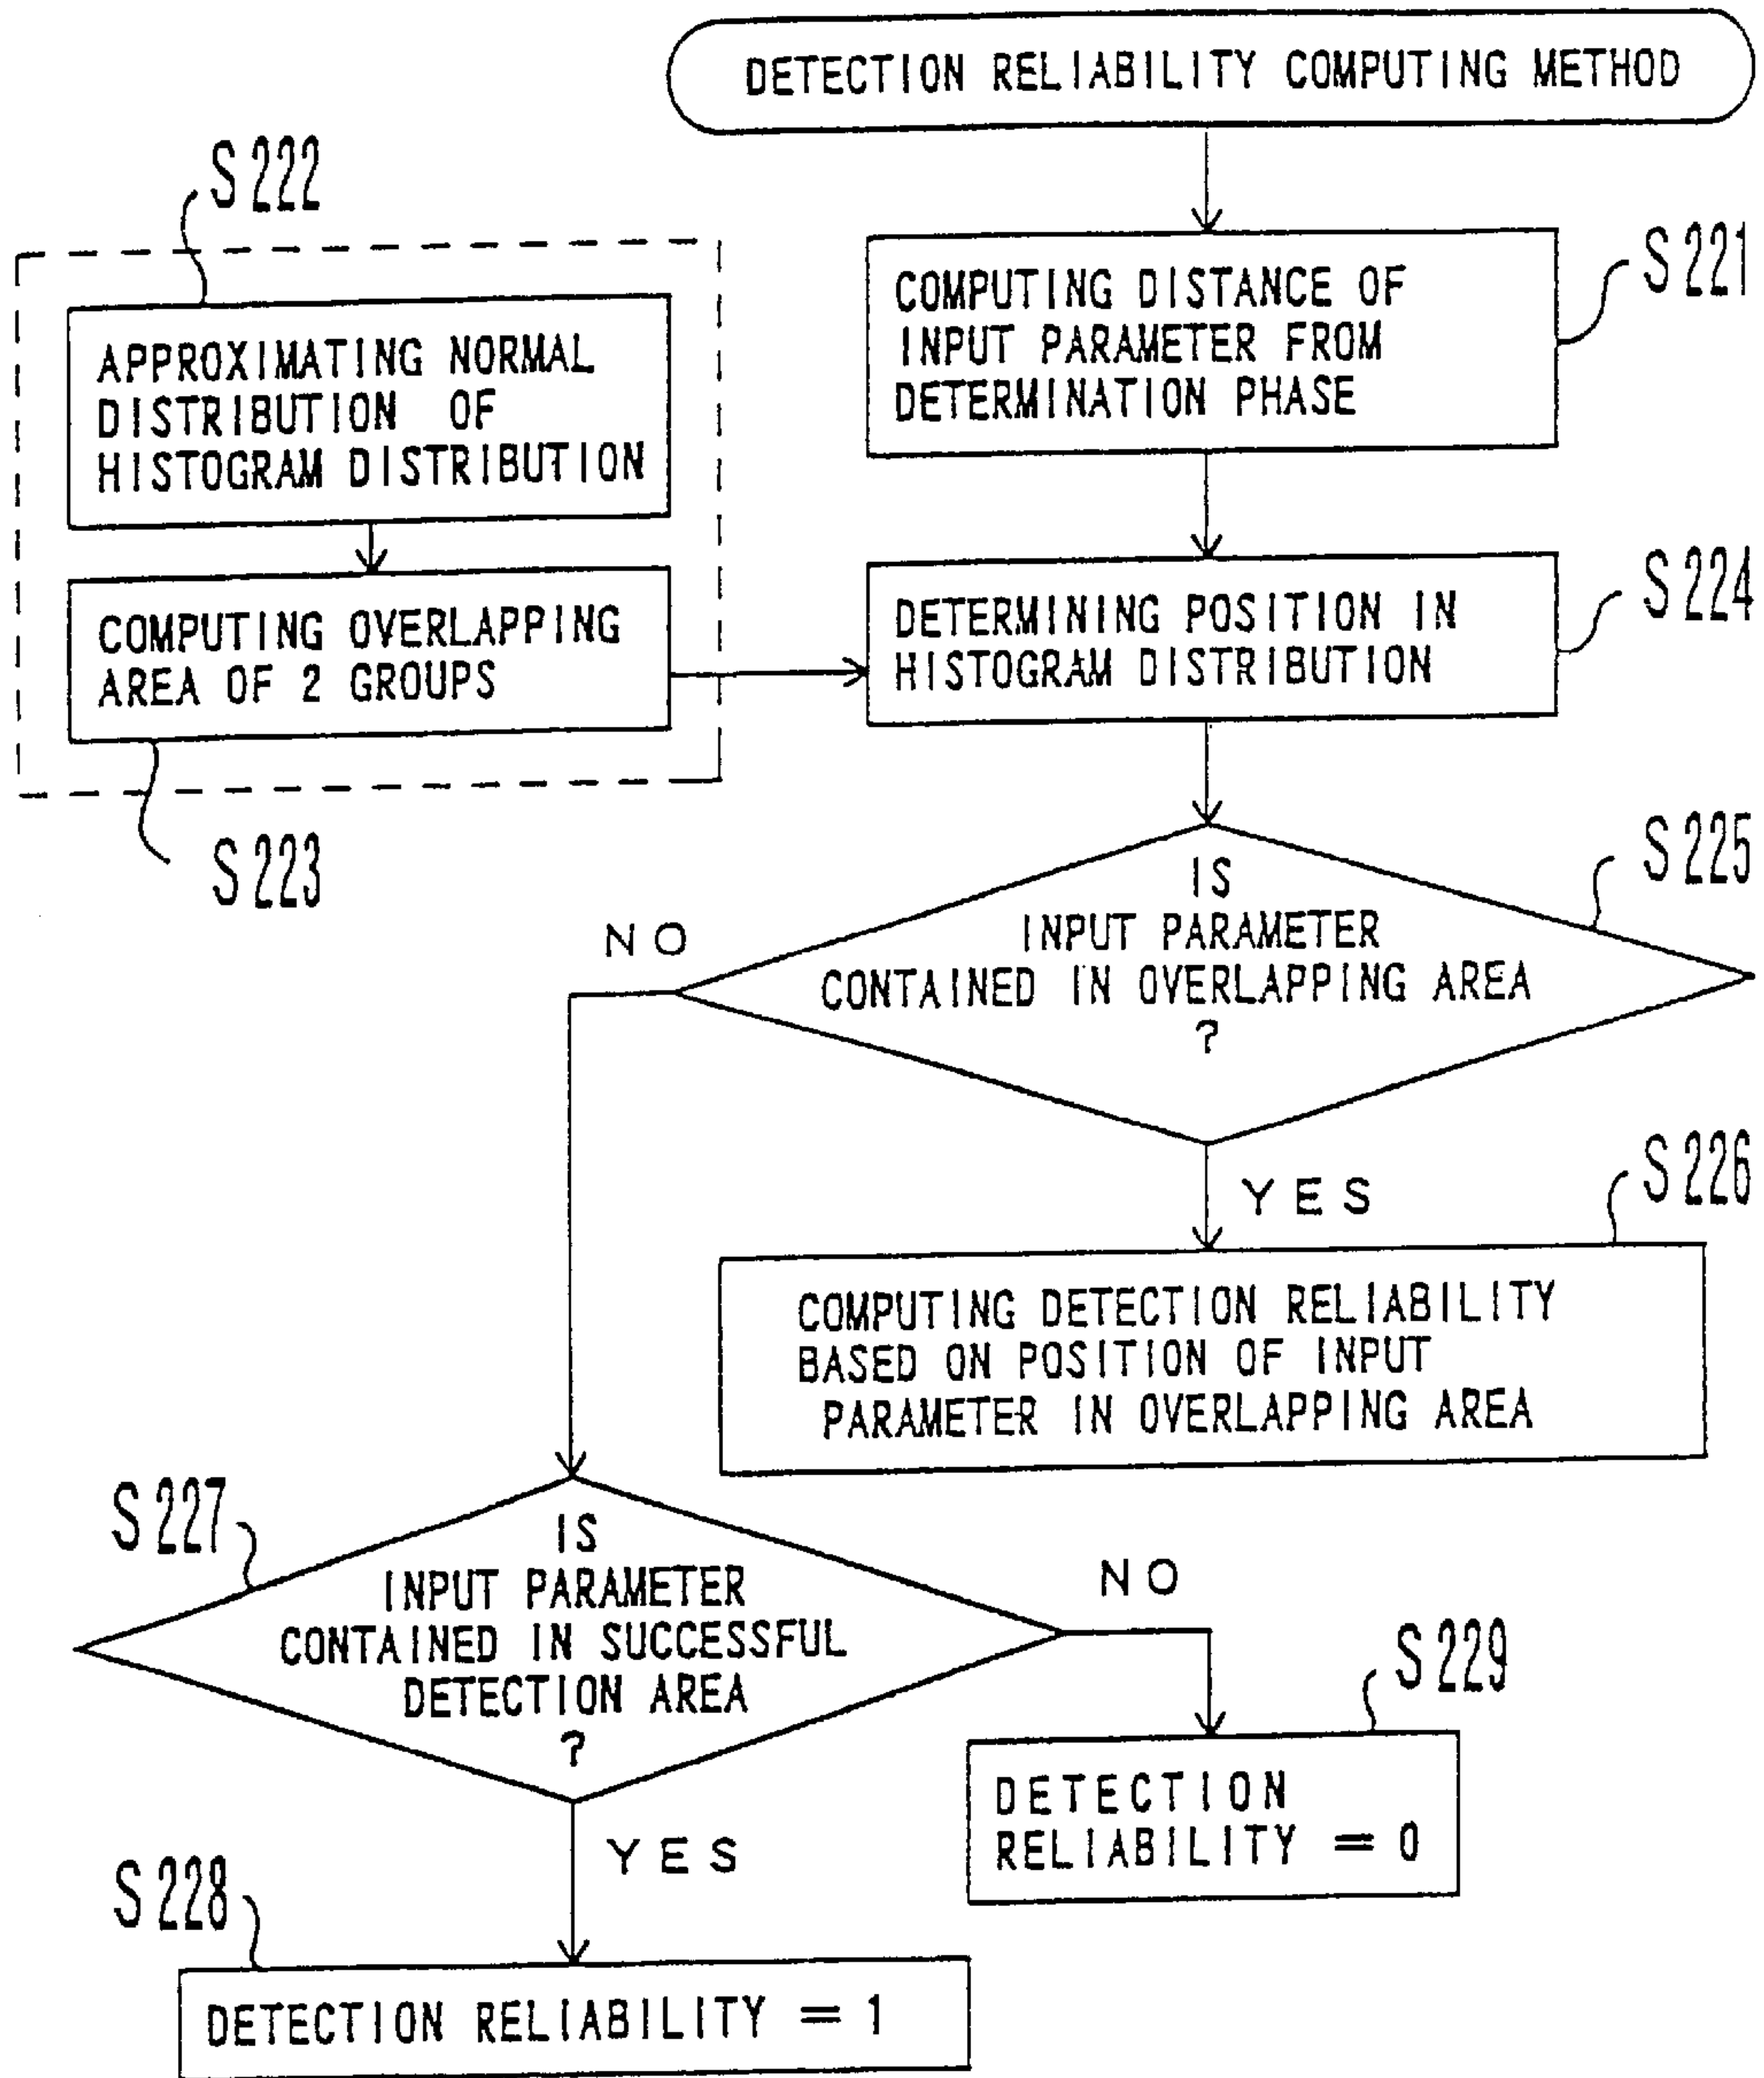 DETECTION RELIABILITY COMPUTING METHOD
S222
S221
COMPUTING DISTANCE OF
INPUT PARAMETER FROM
DETERMINATION PHASE
APPROXIMATING NORMAL
DISTRIBUTION OF
HISTOGRAM DISTRIBUTION
S224
COMPUTING OVERLAPPING
AREA OF 2 GROUPS
DETERMINING POSITION IN
HISTOGRAM DISTRIBUTION
S223
S225
IS
INPUT PARAMETER
CONTAINED IN OVERLAPPING AREA
?
NO
YES
S226
COMPUTING DETECTION RELIABILITY
BASED ON POSITION OF INPUT
PARAMETER IN OVERLAPPING AREA
S227
IS
INPUT PARAMETER
CONTAINED IN SUCCESSFUL
DETECTION AREA
?
NO
S229
DETECTION
RELIABILITY = 0
YES
S228
DETECTION RELIABILITY = 1